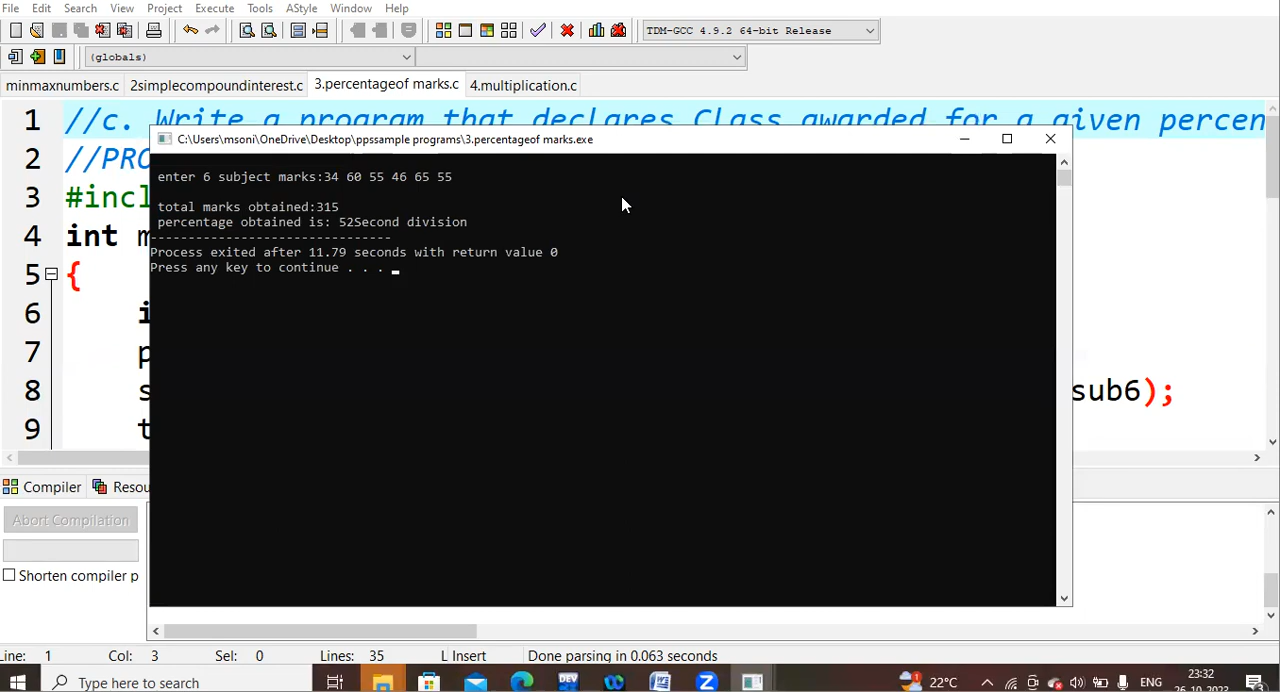 File Edit Search View Project Execute Tools AStyle Window Help
TDM-GCC 4.9.2 64-bit Release
(globals)
minmaxnumbers.c 2simplecompoundinterest.c 3.percentageof marks.c 4.multiplication.c
1 //c. Write a program that declares Class awarded for a given percen
C:\Users\msoni\OneDrive\Desktop\ppssample programs\3.percentageof marks.exe
2 //PRO
enter 6 subject marks:34 60 55 46 65 55
3 #incl
total marks obtained:315
percentage obtained is: 52Second division
4 int m
--------------------------------
Process exited after 11.79 seconds with return value 0
Press any key to continue . . .
5 {
6 i
7 p
8 s sub6);
9 t
Compiler Resou
Abort Compilation
Shorten compiler p
Line: 1 Col: 3 Sel: 0 Lines: 35 Insert Done parsing in 0.063 seconds
Type here to search DEV 22°C ENG 23:32
26-10-2023